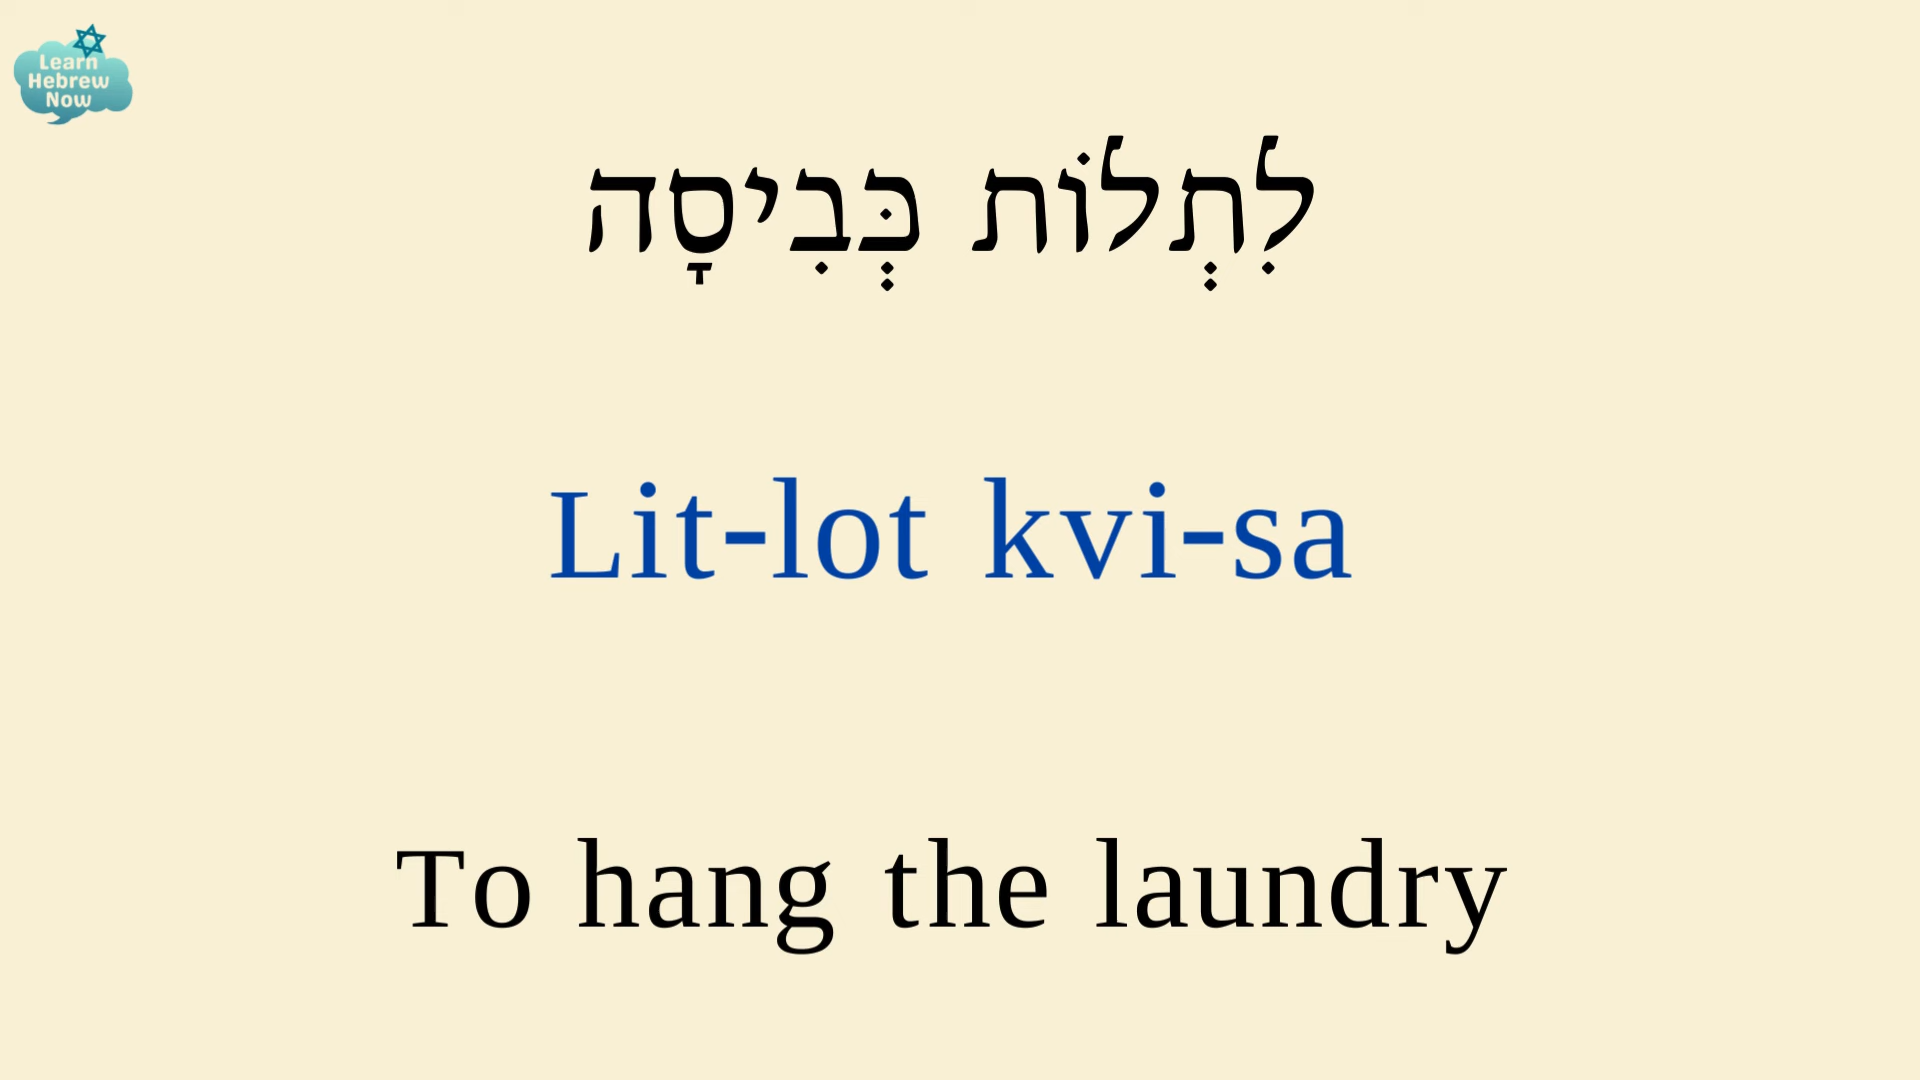 Learn
Hebrew
Now
לִתְלוֹת כְּבִיסָה
Lit-lot kvi-sa
To hang the laundry